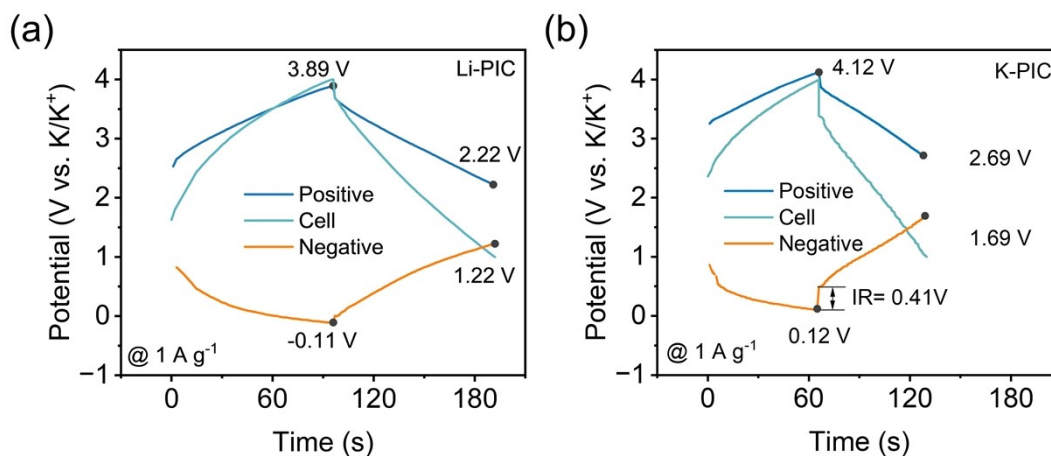 (a)
Potential (V vs. K/K⁺)
4
3
2
1
0
−1
3.89 V
Li-PIC
2.22 V
Positive
Cell
Negative
1.22 V
-0.11 V
@ 1 A g⁻¹
0
60
120
180
Time (s)
(b)
Potential (V vs. K/K⁺)
4
3
2
1
0
−1
4.12 V
K-PIC
2.69 V
Positive
Cell
Negative
1.69 V
IR= 0.41V
0.12 V
@ 1 A g⁻¹
0
60
120
180
Time (s)